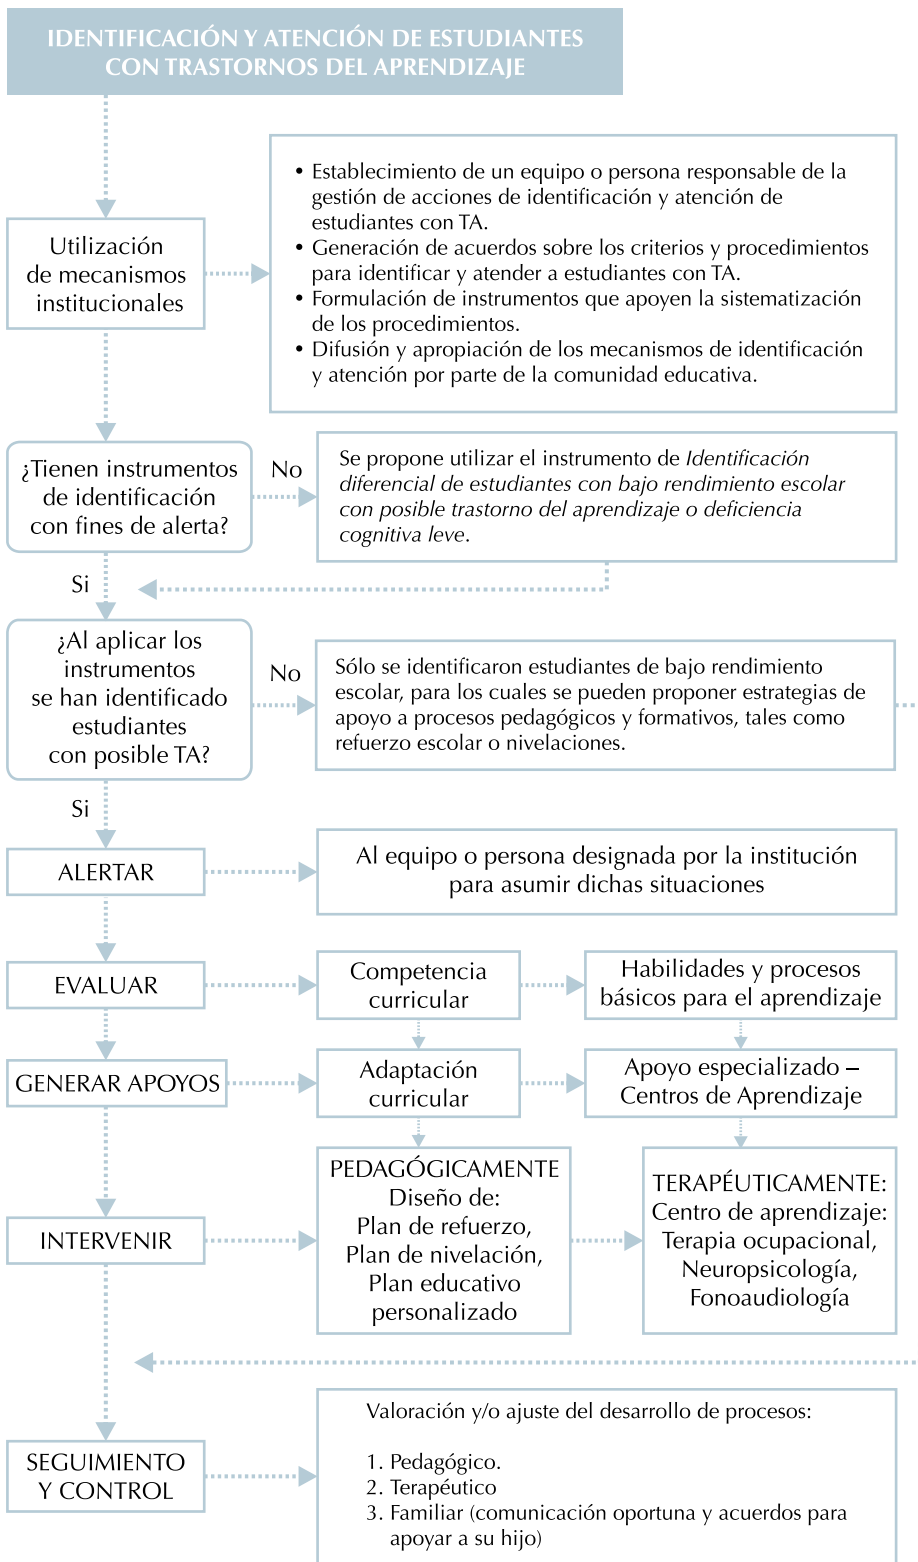 IDENTIFICACIÓN Y ATENCIÓN DE ESTUDIANTES
CON TRASTORNOS DEL APRENDIZAJE
Utilización
de mecanismos
institucionales
• Establecimiento de un equipo o persona responsable de la
gestión de acciones de identificación y atención de
estudiantes con TA.
• Generación de acuerdos sobre los criterios y procedimientos
para identificar y atender a estudiantes con TA.
• Formulación de instrumentos que apoyen la sistematización
de los procedimientos.
• Difusión y apropiación de los mecanismos de identificación
y atención por parte de la comunidad educativa.
¿Tienen instrumentos
de identificación
con fines de alerta?
No
Se propone utilizar el instrumento de Identificación
diferencial de estudiantes con bajo rendimiento escolar
con posible trastorno del aprendizaje o deficiencia
cognitiva leve.
Si
¿Al aplicar los
instrumentos
se han identificado
estudiantes
con posible TA?
No
Sólo se identificaron estudiantes de bajo rendimiento
escolar, para los cuales se pueden proponer estrategias de
apoyo a procesos pedagógicos y formativos, tales como
refuerzo escolar o nivelaciones.
Si
ALERTAR
Al equipo o persona designada por la institución
para asumir dichas situaciones
EVALUAR
Competencia
curricular
Habilidades y procesos
básicos para el aprendizaje
GENERAR APOYOS
Adaptación
curricular
Apoyo especializado –
Centros de Aprendizaje
INTERVENIR
PEDAGÓGICAMENTE
Diseño de:
Plan de refuerzo,
Plan de nivelación,
Plan educativo
personalizado
TERAPÉUTICAMENTE:
Centro de aprendizaje:
Terapia ocupacional,
Neuropsicología,
Fonoaudiología
SEGUIMIENTO
Y CONTROL
Valoración y/o ajuste del desarrollo de procesos:
1. Pedagógico.
2. Terapéutico
3. Familiar (comunicación oportuna y acuerdos para
apoyar a su hijo)